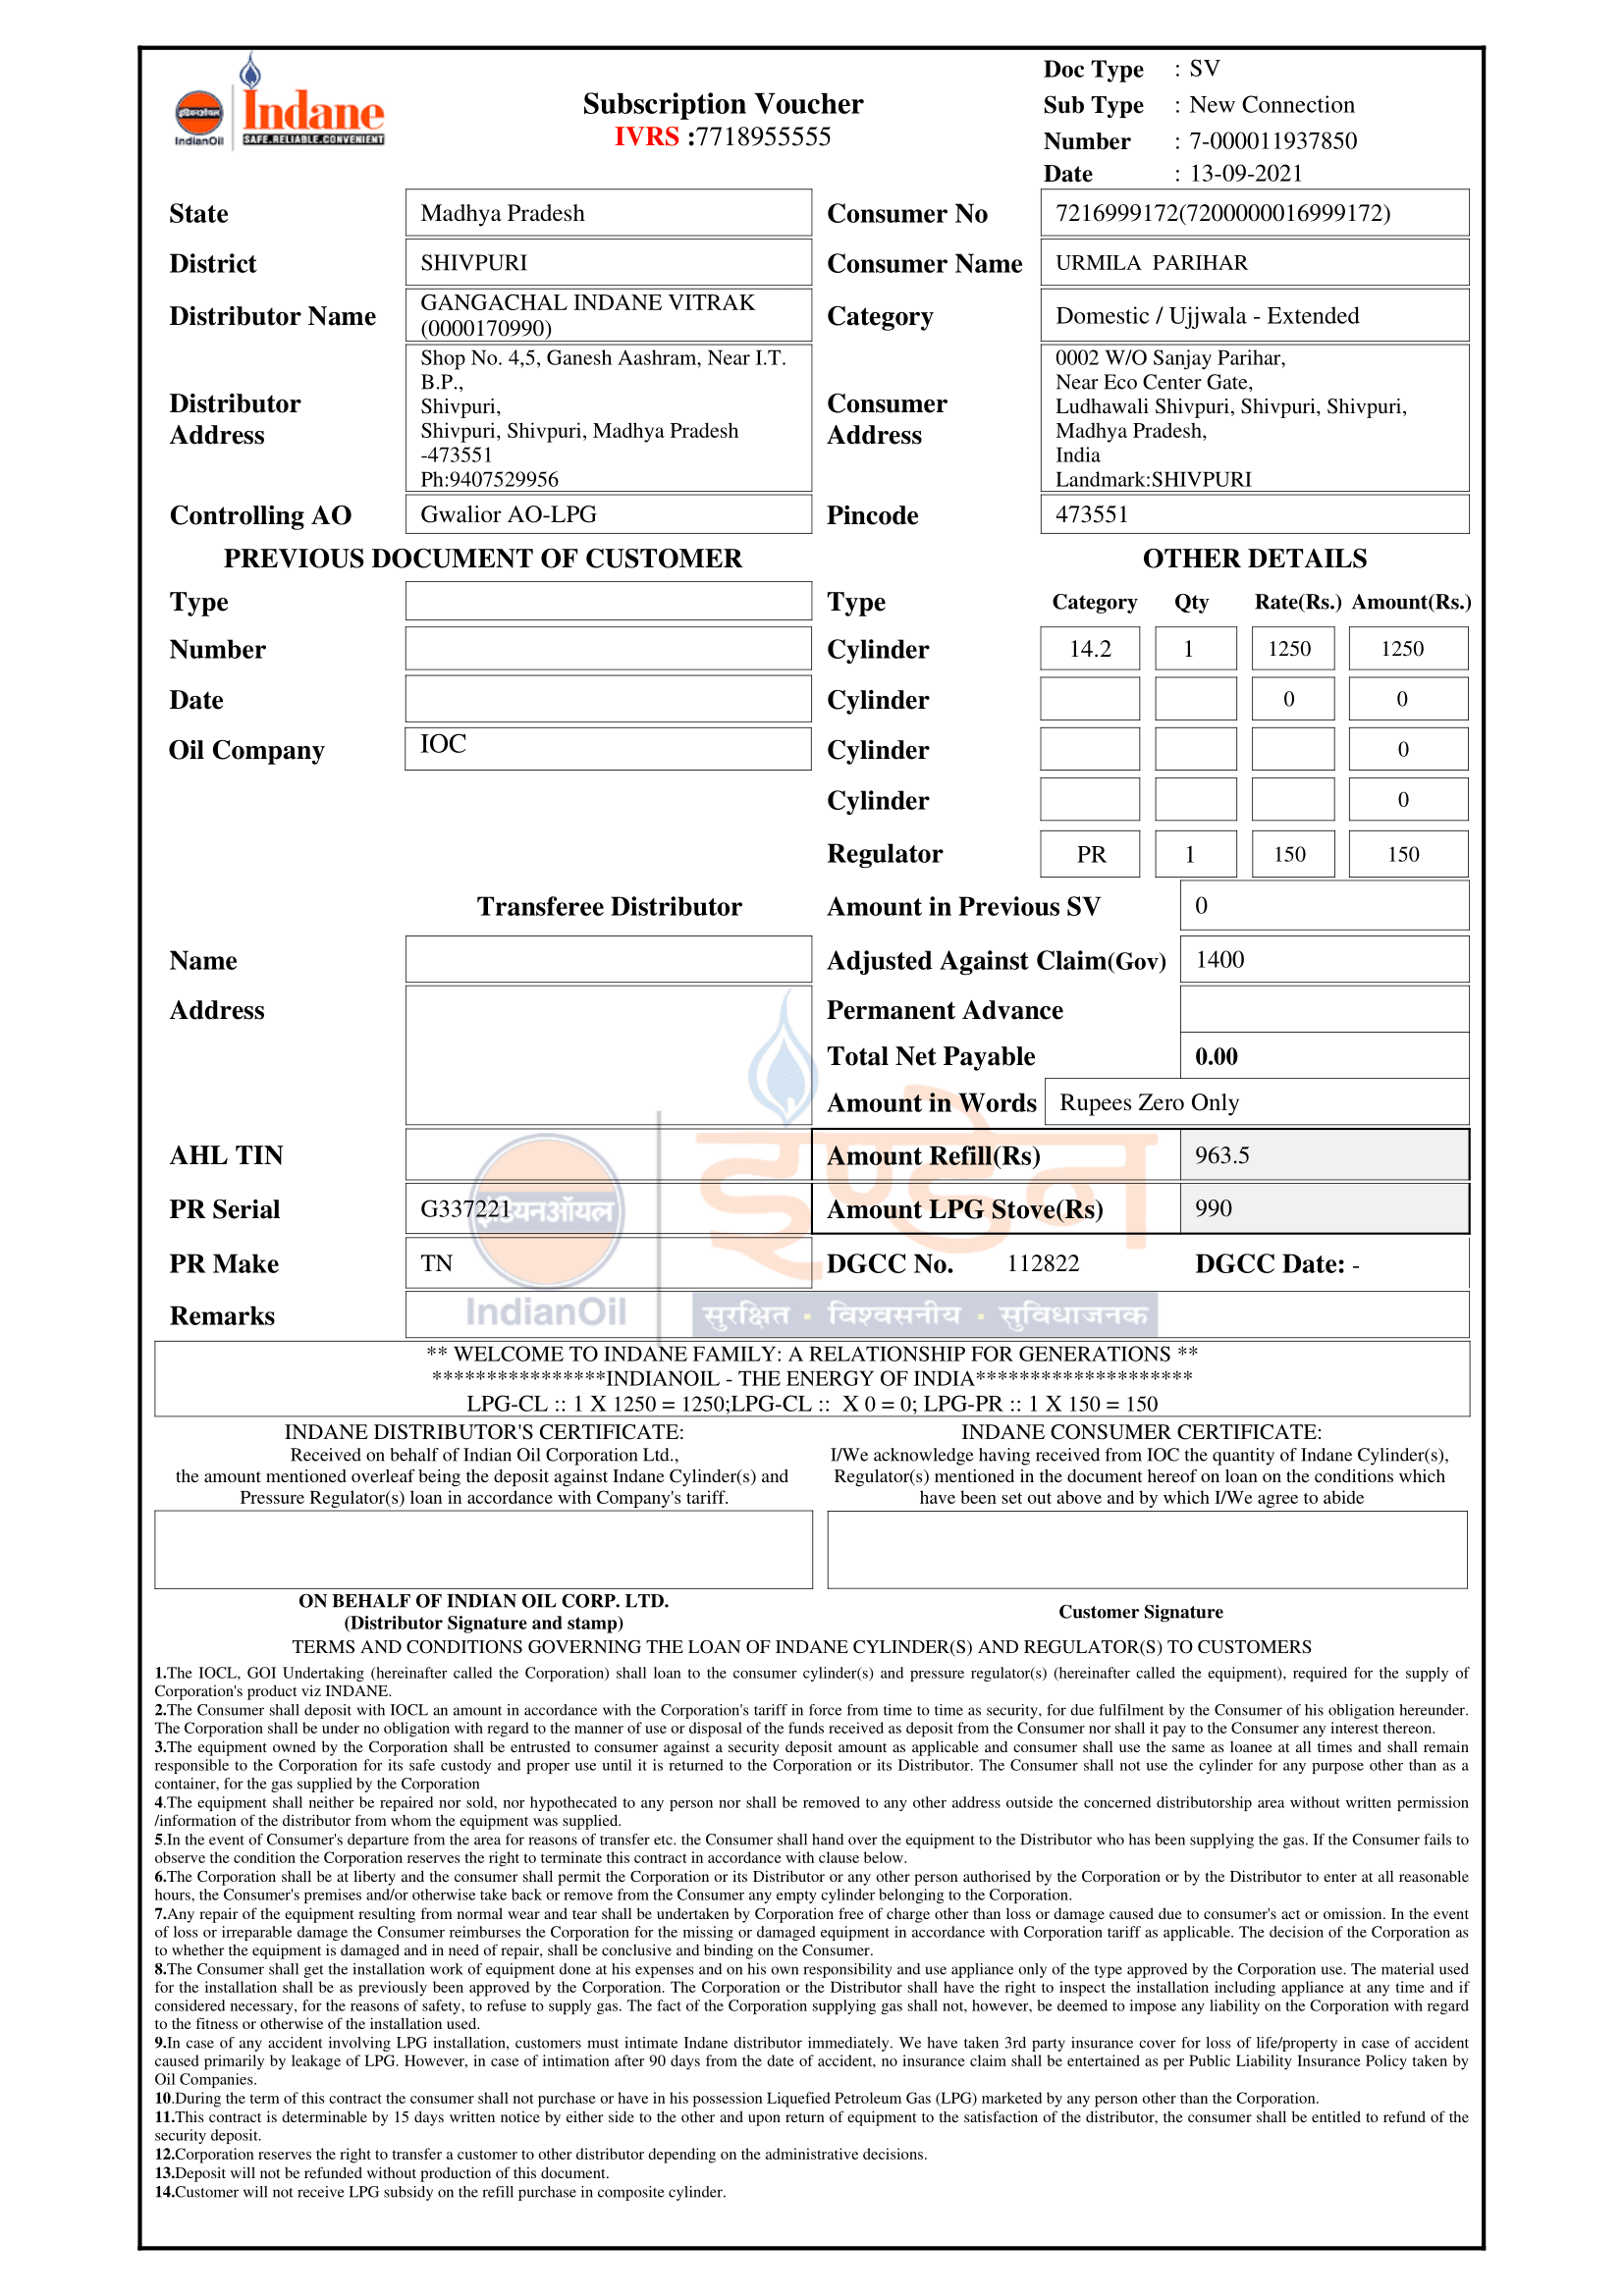 इंडियनऑयल
IndianOil
Indane
SAFE.RELIABLE.CONVENIENT
Subscription Voucher
IVRS :7718955555
Doc Type : SV
Sub Type : New Connection
Number : 7-000011937850
Date : 13-09-2021
State Madhya Pradesh Consumer No 7216999172(7200000016999172)
District SHIVPURI Consumer Name URMILA PARIHAR
Distributor Name GANGACHAL INDANE VITRAK
(0000170990)
Category Domestic / Ujjwala - Extended
Distributor
Address
Shop No. 4,5, Ganesh Aashram, Near I.T.
B.P.,
Shivpuri,
Shivpuri, Shivpuri, Madhya Pradesh
-473551
Ph:9407529956
Consumer
Address
0002 W/O Sanjay Parihar,
Near Eco Center Gate,
Ludhawali Shivpuri, Shivpuri, Shivpuri,
Madhya Pradesh,
India
Landmark:SHIVPURI
Controlling AO Gwalior AO-LPG Pincode 473551
PREVIOUS DOCUMENT OF CUSTOMER OTHER DETAILS
Type Type Category Qty Rate(Rs.) Amount(Rs.)
Number Cylinder 14.2 1 1250 1250
Date Cylinder 0 0
Oil Company IOC Cylinder 0
Cylinder 0
Regulator PR 1 150 150
Transferee Distributor Amount in Previous SV 0
Name Adjusted Against Claim(Gov) 1400
Address Permanent Advance
Total Net Payable 0.00
Amount in Words Rupees Zero Only
AHL TIN Amount Refill(Rs) 963.5
PR Serial G337221 Amount LPG Stove(Rs) 990
PR Make TN DGCC No. 112822 DGCC Date: -
Remarks
इंडियनऑयल
IndianOil
इण्डेन
सुरक्षित · विश्वसनीय · सुविधाजनक
** WELCOME TO INDANE FAMILY: A RELATIONSHIP FOR GENERATIONS **
****************INDIANOIL - THE ENERGY OF INDIA********************
LPG-CL :: 1 X 1250 = 1250;LPG-CL :: X 0 = 0; LPG-PR :: 1 X 150 = 150
INDANE DISTRIBUTOR'S CERTIFICATE:
Received on behalf of Indian Oil Corporation Ltd.,
the amount mentioned overleaf being the deposit against Indane Cylinder(s) and
Pressure Regulator(s) loan in accordance with Company's tariff.
INDANE CONSUMER CERTIFICATE:
I/We acknowledge having received from IOC the quantity of Indane Cylinder(s),
Regulator(s) mentioned in the document hereof on loan on the conditions which
have been set out above and by which I/We agree to abide
ON BEHALF OF INDIAN OIL CORP. LTD.
(Distributor Signature and stamp)
Customer Signature
TERMS AND CONDITIONS GOVERNING THE LOAN OF INDANE CYLINDER(S) AND REGULATOR(S) TO CUSTOMERS
1.The IOCL, GOI Undertaking (hereinafter called the Corporation) shall loan to the consumer cylinder(s) and pressure regulator(s) (hereinafter called the equipment), required for the supply of
Corporation's product viz INDANE.
2.The Consumer shall deposit with IOCL an amount in accordance with the Corporation's tariff in force from time to time as security, for due fulfilment by the Consumer of his obligation hereunder.
The Corporation shall be under no obligation with regard to the manner of use or disposal of the funds received as deposit from the Consumer nor shall it pay to the Consumer any interest thereon.
3.The equipment owned by the Corporation shall be entrusted to consumer against a security deposit amount as applicable and consumer shall use the same as loanee at all times and shall remain
responsible to the Corporation for its safe custody and proper use until it is returned to the Corporation or its Distributor. The Consumer shall not use the cylinder for any purpose other than as a
container, for the gas supplied by the Corporation
4.The equipment shall neither be repaired nor sold, nor hypothecated to any person nor shall be removed to any other address outside the concerned distributorship area without written permission
/information of the distributor from whom the equipment was supplied.
5.In the event of Consumer's departure from the area for reasons of transfer etc. the Consumer shall hand over the equipment to the Distributor who has been supplying the gas. If the Consumer fails to
observe the condition the Corporation reserves the right to terminate this contract in accordance with clause below.
6.The Corporation shall be at liberty and the consumer shall permit the Corporation or its Distributor or any other person authorised by the Corporation or by the Distributor to enter at all reasonable
hours, the Consumer's premises and/or otherwise take back or remove from the Consumer any empty cylinder belonging to the Corporation.
7.Any repair of the equipment resulting from normal wear and tear shall be undertaken by Corporation free of charge other than loss or damage caused due to consumer's act or omission. In the event
of loss or irreparable damage the Consumer reimburses the Corporation for the missing or damaged equipment in accordance with Corporation tariff as applicable. The decision of the Corporation as
to whether the equipment is damaged and in need of repair, shall be conclusive and binding on the Consumer.
8.The Consumer shall get the installation work of equipment done at his expenses and on his own responsibility and use appliance only of the type approved by the Corporation use. The material used
for the installation shall be as previously been approved by the Corporation. The Corporation or the Distributor shall have the right to inspect the installation including appliance at any time and if
considered necessary, for the reasons of safety, to refuse to supply gas. The fact of the Corporation supplying gas shall not, however, be deemed to impose any liability on the Corporation with regard
to the fitness or otherwise of the installation used.
9.In case of any accident involving LPG installation, customers must intimate Indane distributor immediately. We have taken 3rd party insurance cover for loss of life/property in case of accident
caused primarily by leakage of LPG. However, in case of intimation after 90 days from the date of accident, no insurance claim shall be entertained as per Public Liability Insurance Policy taken by
Oil Companies.
10.During the term of this contract the consumer shall not purchase or have in his possession Liquefied Petroleum Gas (LPG) marketed by any person other than the Corporation.
11.This contract is determinable by 15 days written notice by either side to the other and upon return of equipment to the satisfaction of the distributor, the consumer shall be entitled to refund of the
security deposit.
12.Corporation reserves the right to transfer a customer to other distributor depending on the administrative decisions.
13.Deposit will not be refunded without production of this document.
14.Customer will not receive LPG subsidy on the refill purchase in composite cylinder.